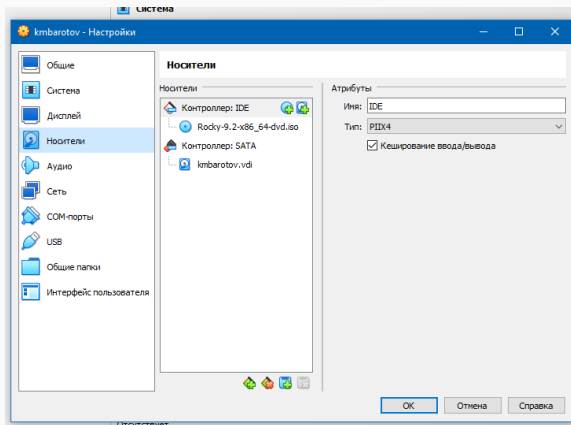 Система
kmbarotov - Настройки
Общие
Система
Дисплей
Носители
Аудио
Сеть
COM-порты
USB
Общие папки
Интерфейс пользователя
Носители
Носители
Контроллер: IDE
Rocky-9.2-x86_64-dvd.iso
Контроллер: SATA
kmbarotov.vdi
Атрибуты
Имя: IDE
Тип: PIIX4
Кеширование ввода/вывода
OK Отмена Справка
Отсутствует